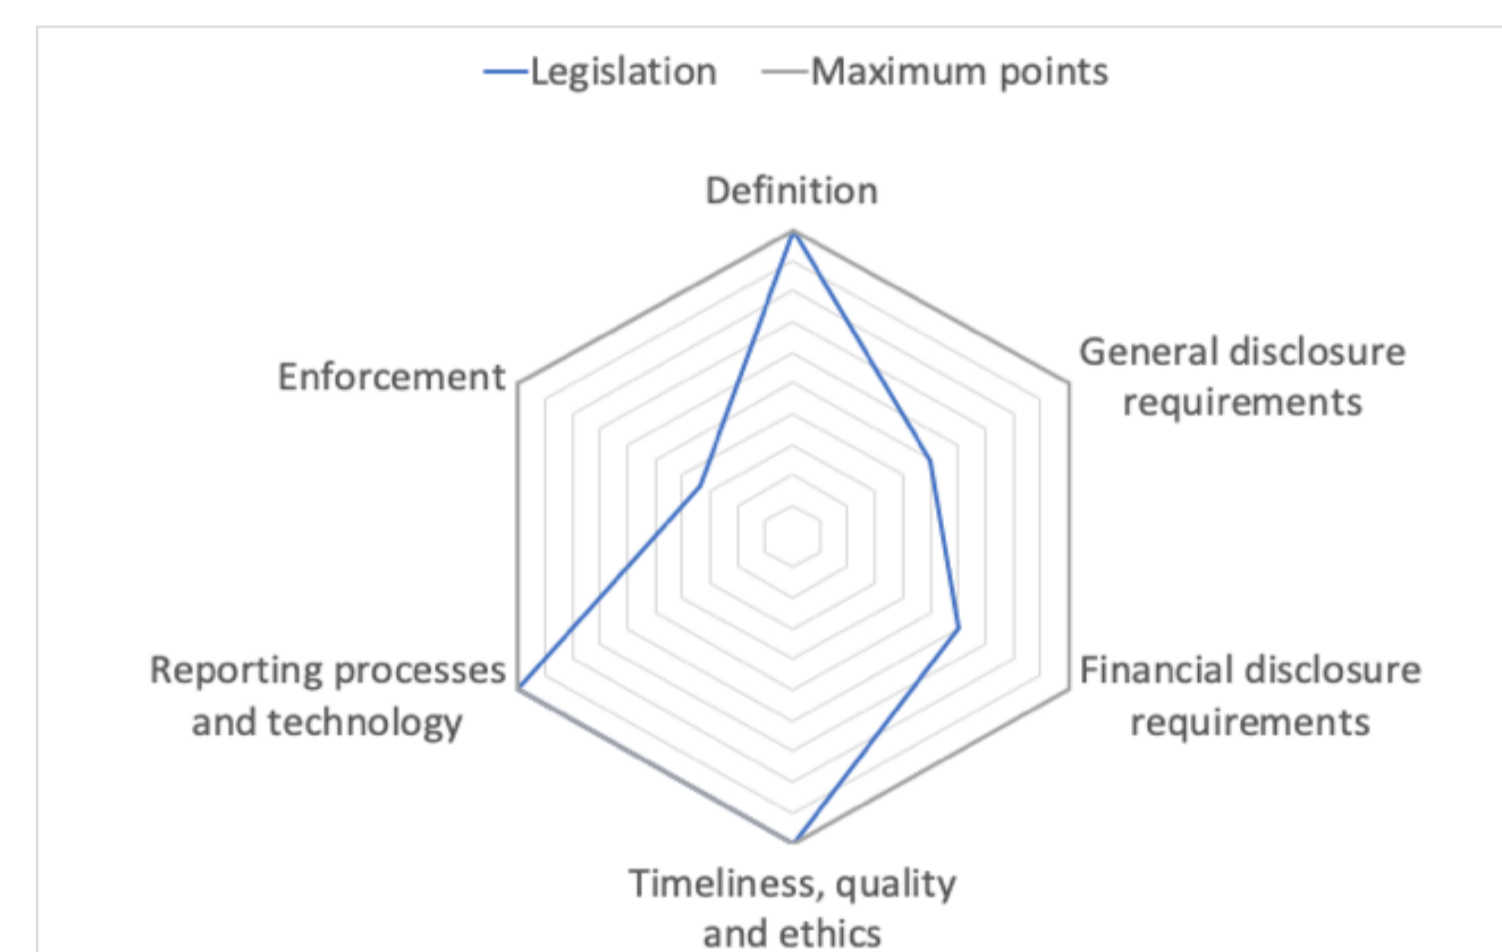 Legislation Maximum points
Definition
General disclosure
requirements
Enforcement
Reporting processes
and technology
Financial disclosure
requirements
Timeliness, quality
and ethics